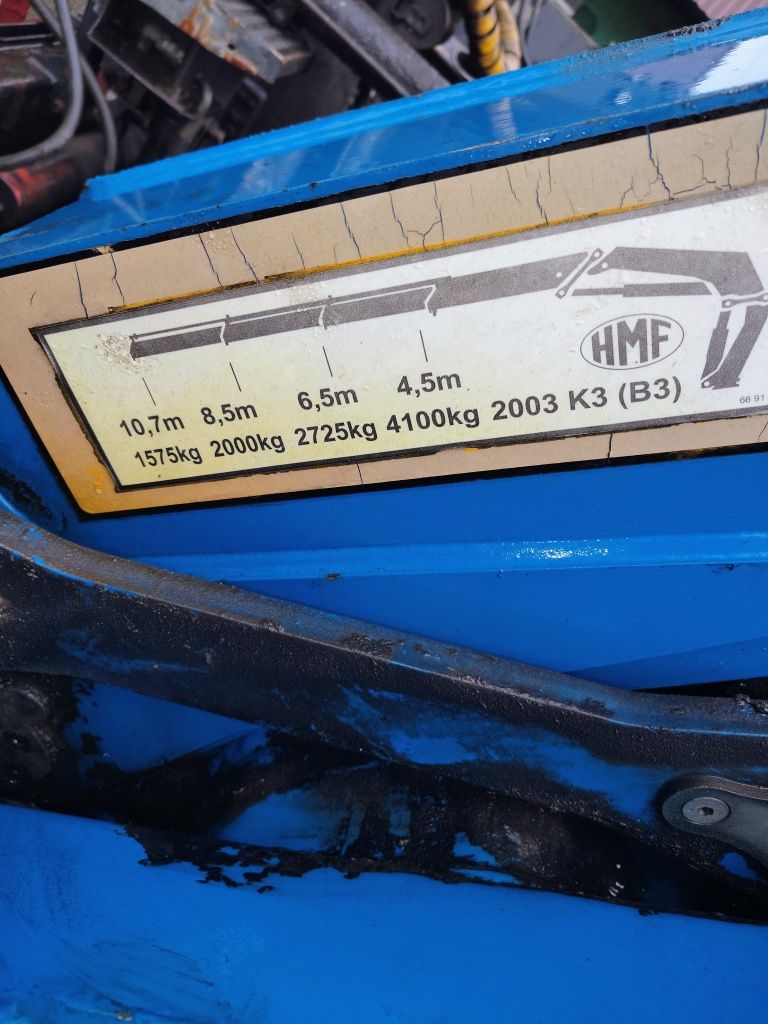 10,7m 8,5m 6,5m 4,5m HMF
1575kg 2000kg 2725kg 4100kg 2003 K3 (B3)
66 91